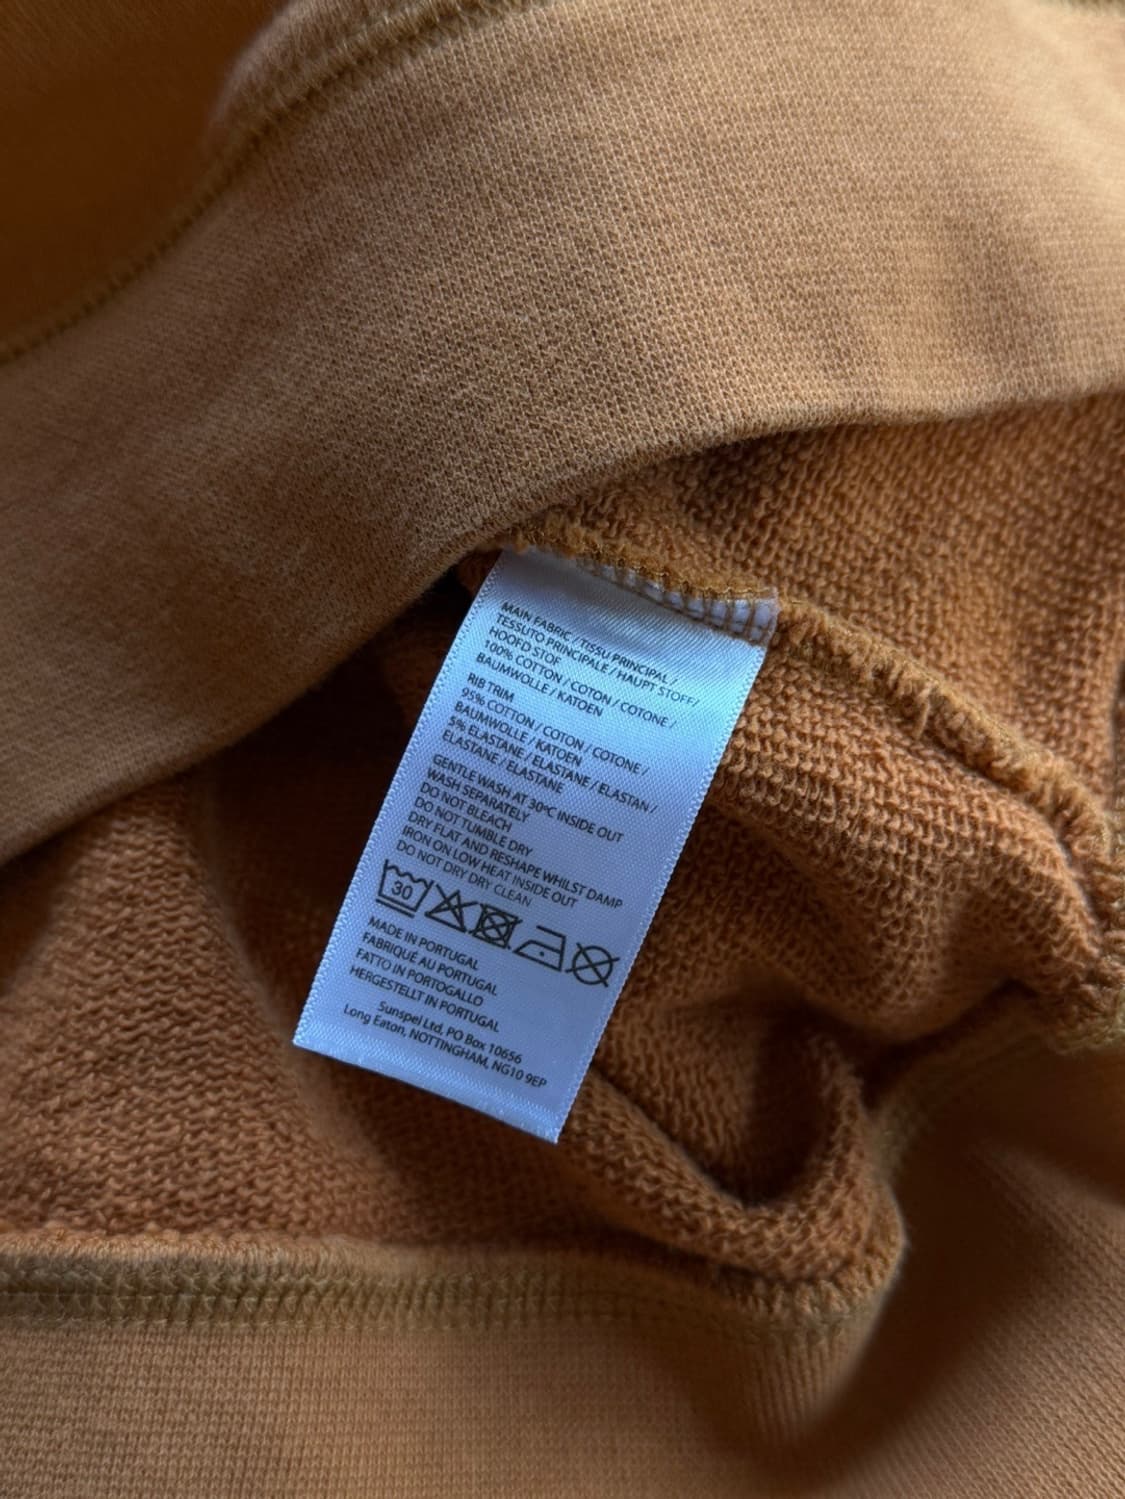 MAIN FABRIC / TISSU PRINCIPAL /
TESSUTO PRINCIPALE / HAUPT STOFF/
HOOFD STOF
100% COTTON / COTON / COTONE /
BAUMWOLLE / KATOEN
RIB TRIM
95% COTTON / COTON / COTONE /
BAUMWOLLE / KATOEN
5% ELASTANE / ELASTANE / ELASTAN /
ELASTANE / ELASTANE
GENTLE WASH AT 30ºC INSIDE OUT
WASH SEPARATELY
DO NOT BLEACH
DO NOT TUMBLE DRY
DRY FLAT AND RESHAPE WHILST DAMP
IRON ON LOW HEAT INSIDE OUT
DO NOT DRY DRY CLEAN
30
MADE IN PORTUGAL
FABRIQUÉ AU PORTUGAL
FATTO IN PORTOGALLO
HERGESTELLT IN PORTUGAL
Sunspel Ltd. PO Box 10656
Long Eaton, NOTTINGHAM, NG10 9EP